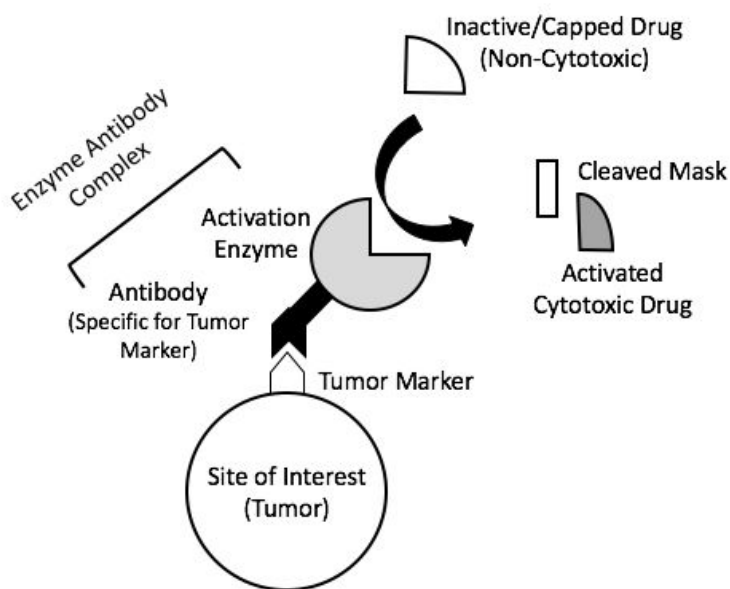 Inactive/Capped Drug
(Non-Cytotoxic)
Enzyme Antibody
Complex
Cleaved Mask
Activation
Enzyme
Activated
Cytotoxic Drug
Antibody
(Specific for Tumor
Marker)
Tumor Marker
Site of Interest
(Tumor)